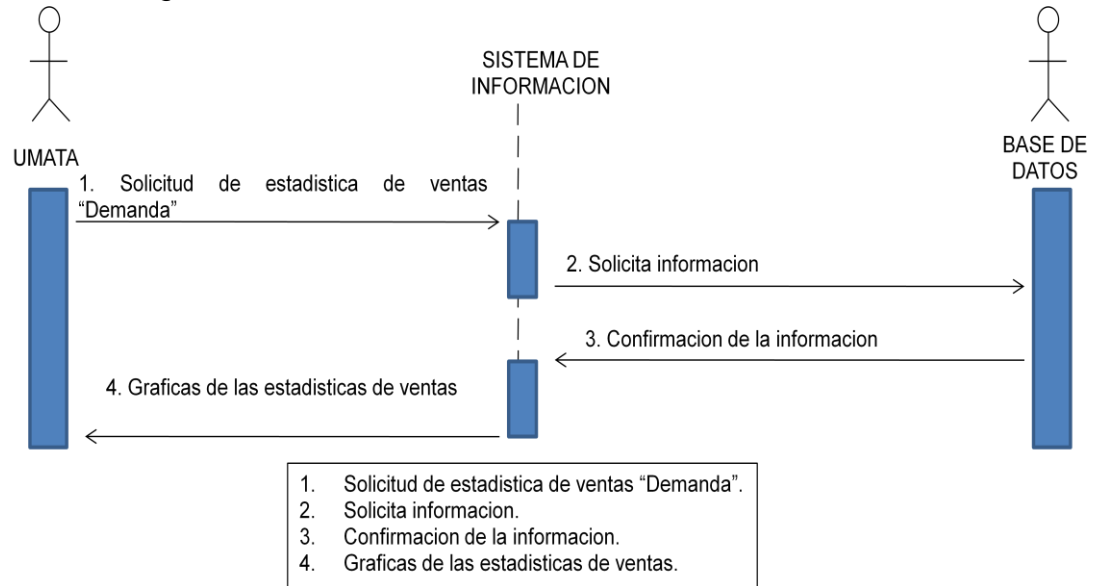 SISTEMA DE
INFORMACION
UMATA
BASE DE
DATOS
1. Solicitud de estadistica de ventas
“Demanda”
2. Solicita informacion
3. Confirmacion de la informacion
4. Graficas de las estadisticas de ventas
1. Solicitud de estadistica de ventas “Demanda”.
2. Solicita informacion.
3. Confirmacion de la informacion.
4. Graficas de las estadisticas de ventas.